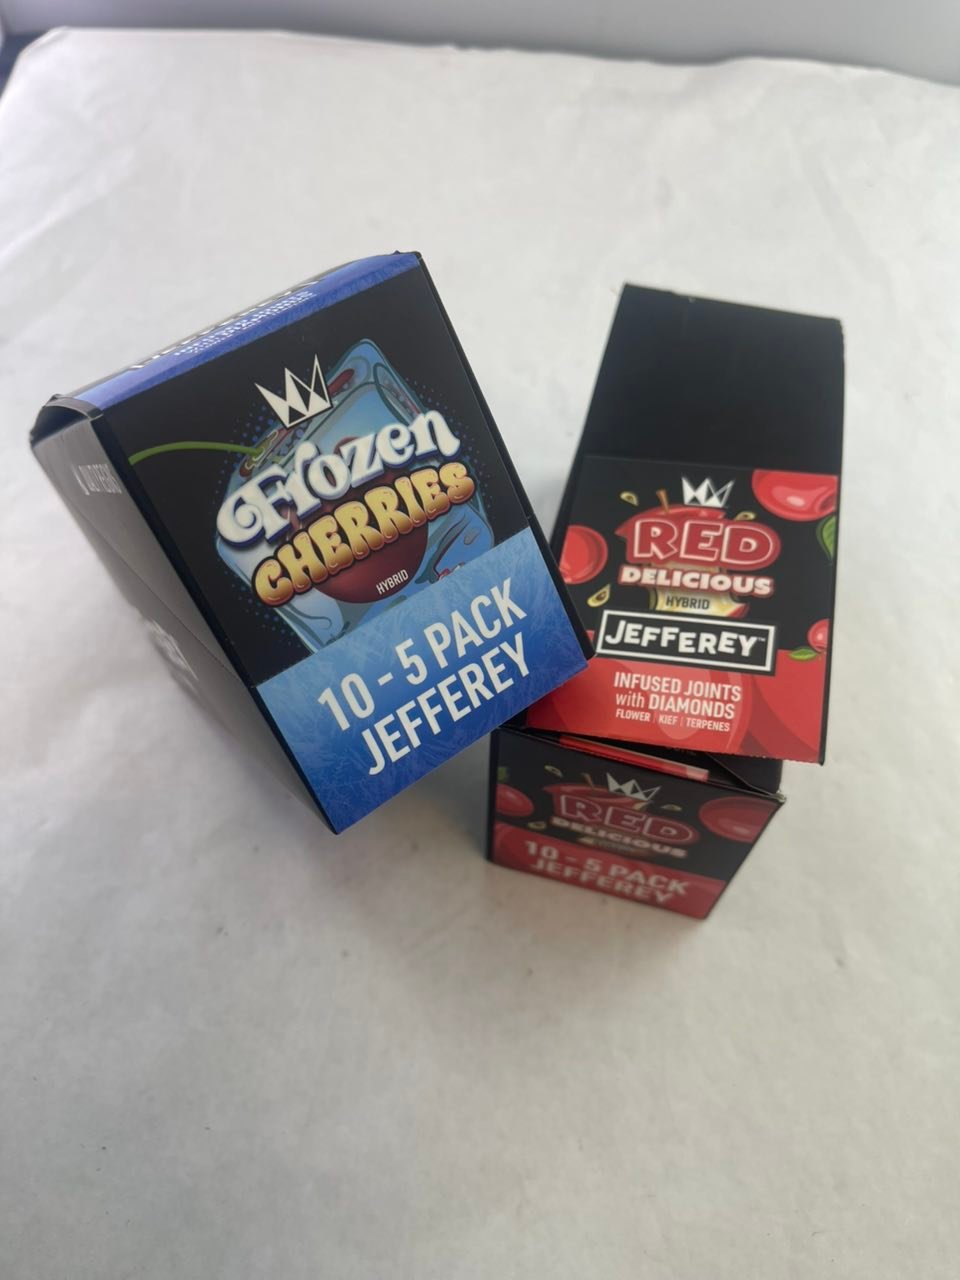 Frozen
CHERRIES
HYBRID
10 - 5 PACK
JEFFEREY
RED
DELICIOUS
HYBRID
JEFFEREY™
INFUSED JOINTS
with DIAMONDS
FLOWER | KIEF | TERPENES
RED
DELICIOUS
10 - 5 PACK
JEFFEREY